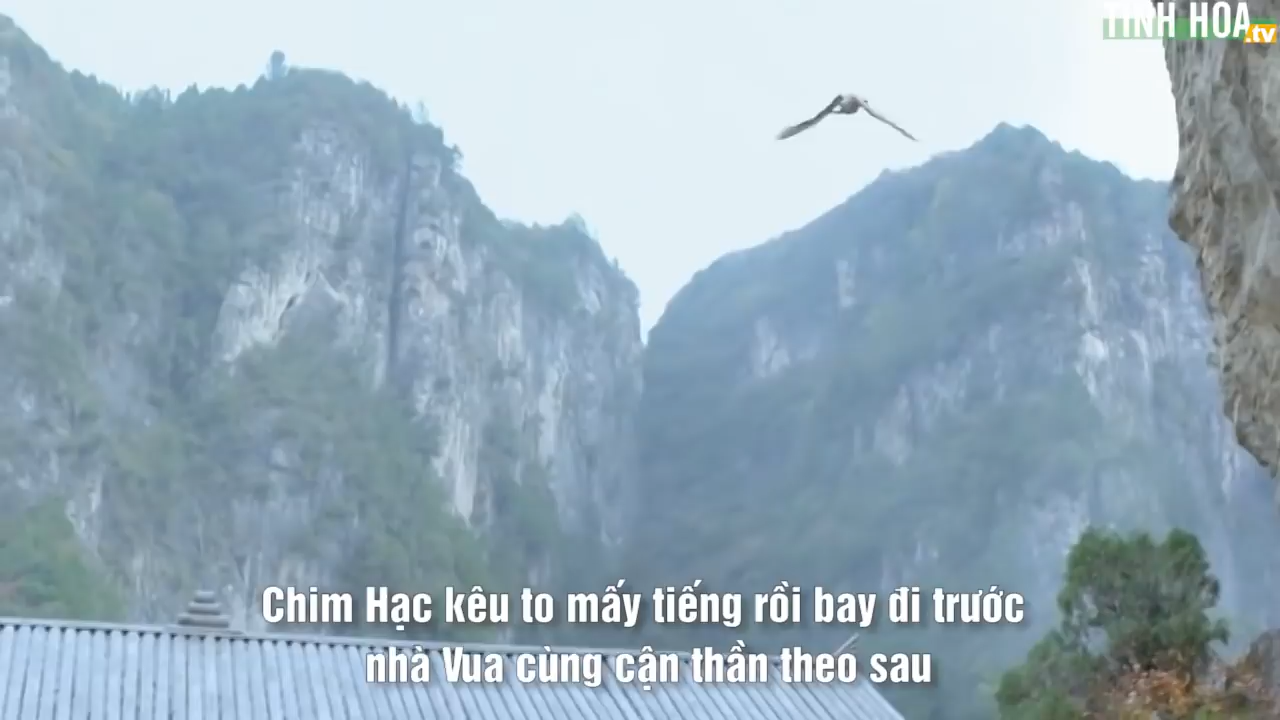 TINH HOA
.tv
Chim Hạc kêu to mấy tiếng rồi bay đi trước
nhà Vua cùng cận thần theo sau